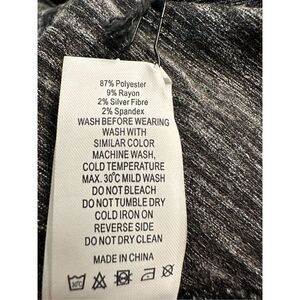 87% Polyester
9% Rayon
2% Silver Fibre
2% Spandex
WASH BEFORE WEARING
WASH WITH
SIMILAR COLOR
MACHINE WASH,
COLD TEMPERATURE
MAX. 30℃ MILD WASH
DO NOT BLEACH
DO NOT TUMBLE DRY
COLD IRON ON
REVERSE SIDE
DO NOT DRY CLEAN
MADE IN CHINA